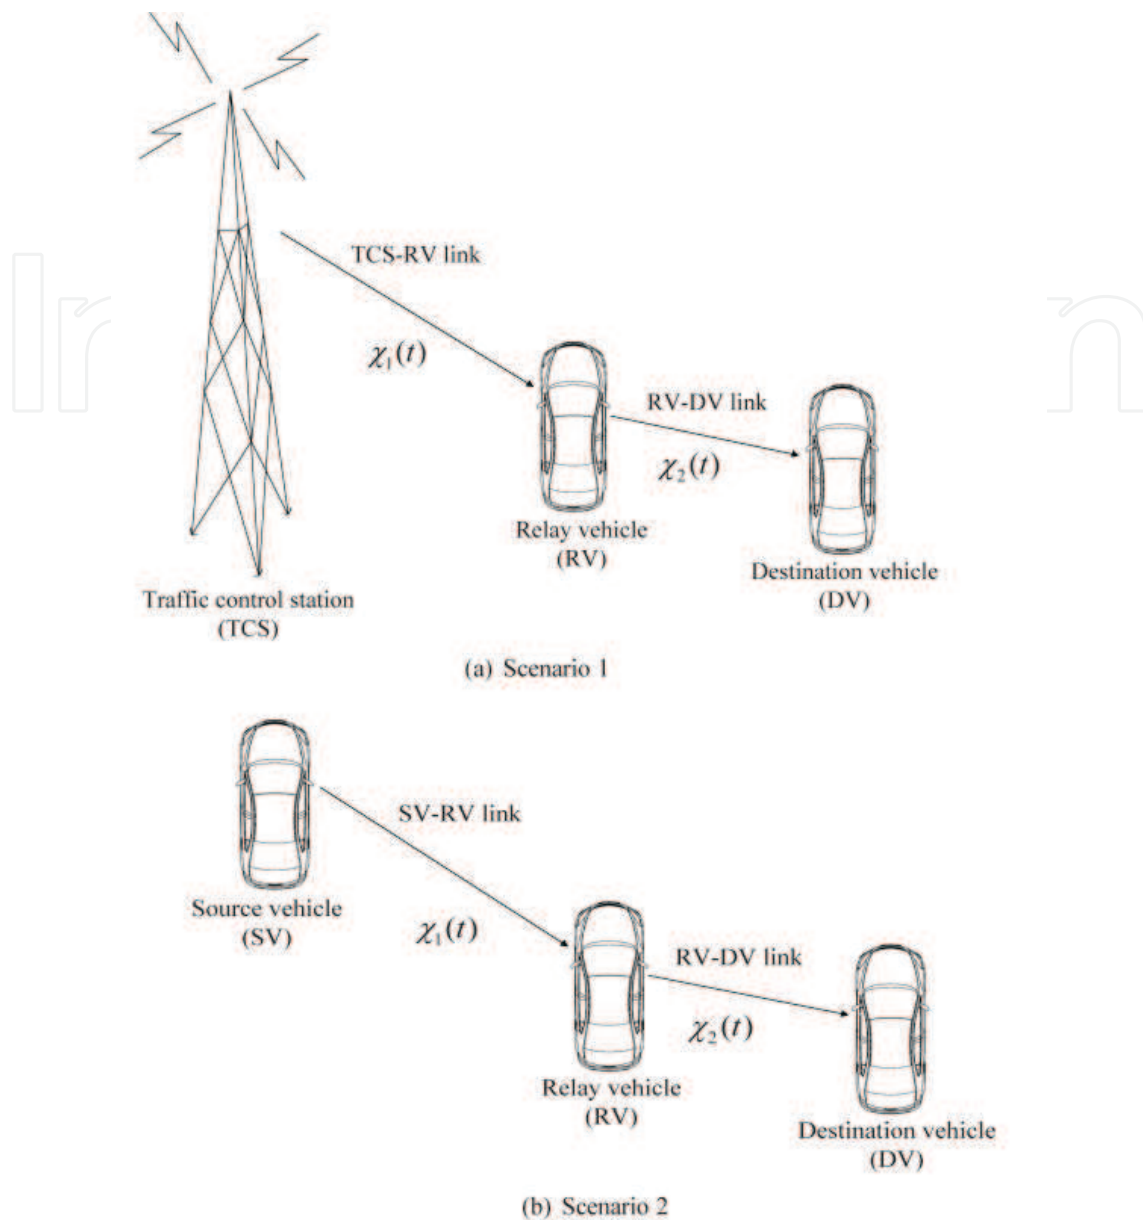 TCS-RV link
χ₁(t)
RV-DV link
χ₂(t)
Relay vehicle
(RV)
Destination vehicle
(DV)
Traffic control station
(TCS)
(a) Scenario 1
SV-RV link
Source vehicle
(SV)
χ₁(t)
RV-DV link
χ₂(t)
Relay vehicle
(RV)
Destination vehicle
(DV)
(b) Scenario 2